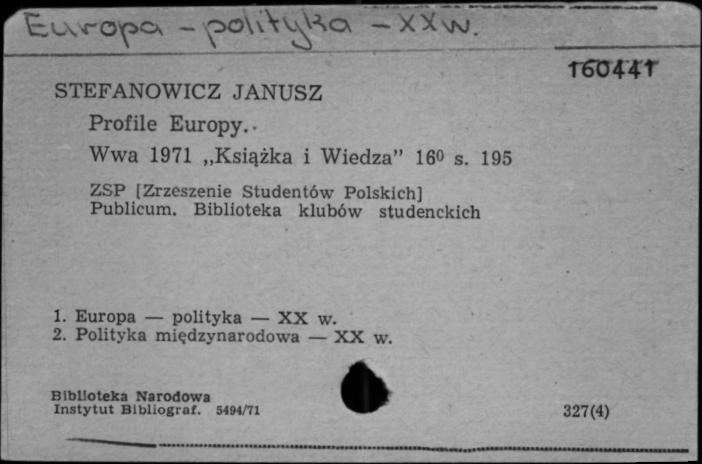 Europa - polityka - XXw.
160441
STEFANOWICZ JANUSZ
Profile Europy.
Wwa 1971 „Książka i Wiedza” 16⁰ s. 195
ZSP [Zrzeszenie Studentów Polskich]
Publicum. Biblioteka klubów studenckich
1. Europa — polityka — XX w.
2. Polityka międzynarodowa — XX w.
Biblioteka Narodowa
Instytut Bibliograf. 5494/71
327(4)